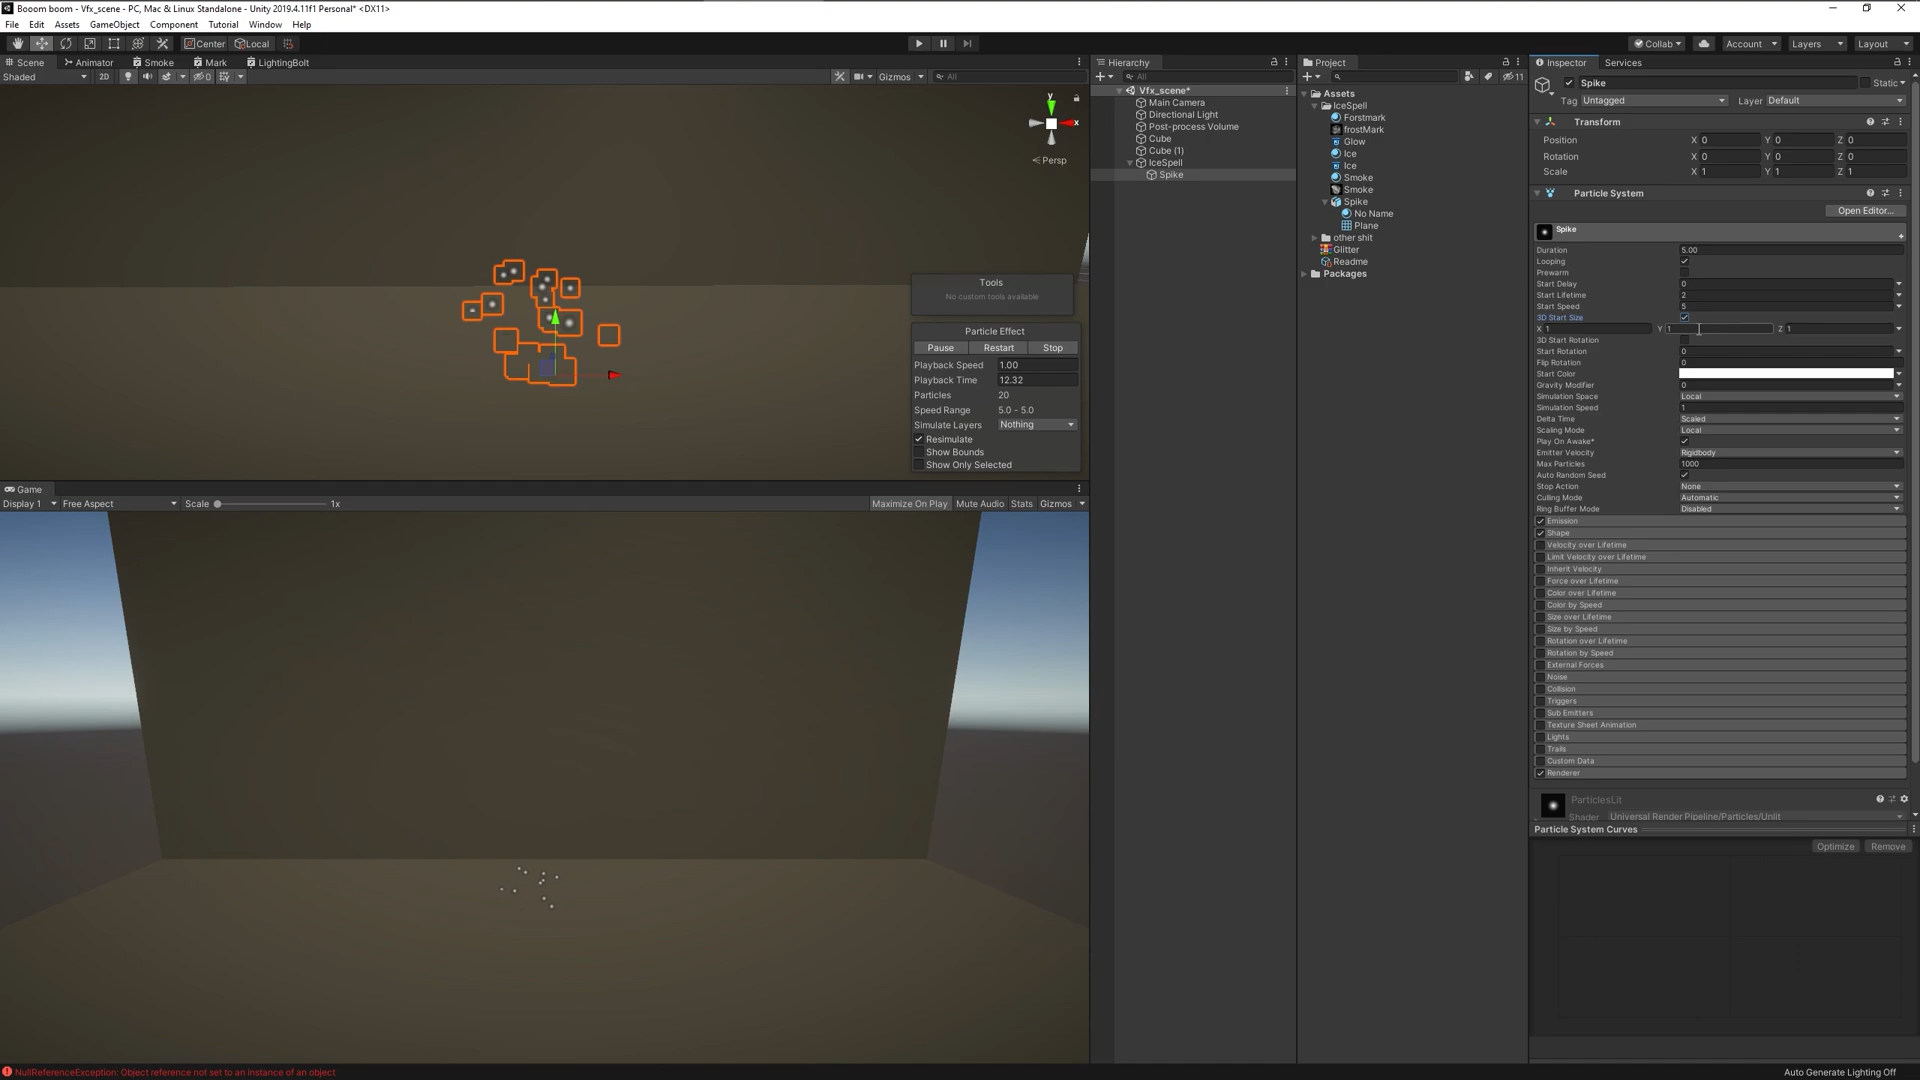 Booom boom - Vfx_scene - PC, Mac & Linux Standalone - Unity 2019.4.11f1 Personal* <DX11>
File Edit Assets GameObject Component Tutorial Window Help
Center Local Collab Account Layers Layout
Scene Animator Smoke Mark LightingBolt
Shaded 2D 0 Gizmos All
y
x
Persp
Tools
No custom tools available
Particle Effect
Pause Restart Stop
Playback Speed 1.00
Playback Time 12.32
Particles 20
Speed Range 5.0 - 5.0
Simulate Layers Nothing
Resimulate
Show Bounds
Show Only Selected
Game
Display 1 Free Aspect Scale 1x Maximize On Play Mute Audio Stats Gizmos
Hierarchy
All
Vfx_scene*
Main Camera
Directional Light
Post-process Volume
Cube
Cube (1)
IceSpell
Spike
Project
11
Assets
IceSpell
Forstmark
frostMark
Glow
Ice
Ice
Smoke
Smoke
Spike
No Name
Plane
other shit
Glitter
Readme
Packages
Inspector Services
Spike Static
Tag Untagged Layer Default
Transform
Position X 0 Y 0 Z 0
Rotation X 0 Y 0 Z 0
Scale X 1 Y 1 Z 1
Particle System
Open Editor...
Spike
Duration 5.00
Looping
Prewarm
Start Delay 0
Start Lifetime 2
Start Speed 5
3D Start Size
X 1 Y 1 Z 1
3D Start Rotation
Start Rotation 0
Flip Rotation 0
Start Color
Gravity Modifier 0
Simulation Space Local
Simulation Speed 1
Delta Time Scaled
Scaling Mode Local
Play On Awake*
Emitter Velocity Rigidbody
Max Particles 1000
Auto Random Seed
Stop Action None
Culling Mode Automatic
Ring Buffer Mode Disabled
Emission
Shape
Velocity over Lifetime
Limit Velocity over Lifetime
Inherit Velocity
Force over Lifetime
Color over Lifetime
Color by Speed
Size over Lifetime
Size by Speed
Rotation over Lifetime
Rotation by Speed
External Forces
Noise
Collision
Triggers
Sub Emitters
Texture Sheet Animation
Lights
Trails
Custom Data
Renderer
ParticlesLit
Shader Universal Render Pipeline/Particles/Unlit
Particle System Curves
Optimize Remove
NullReferenceException: Object reference not set to an instance of an object
Auto Generate Lighting Off